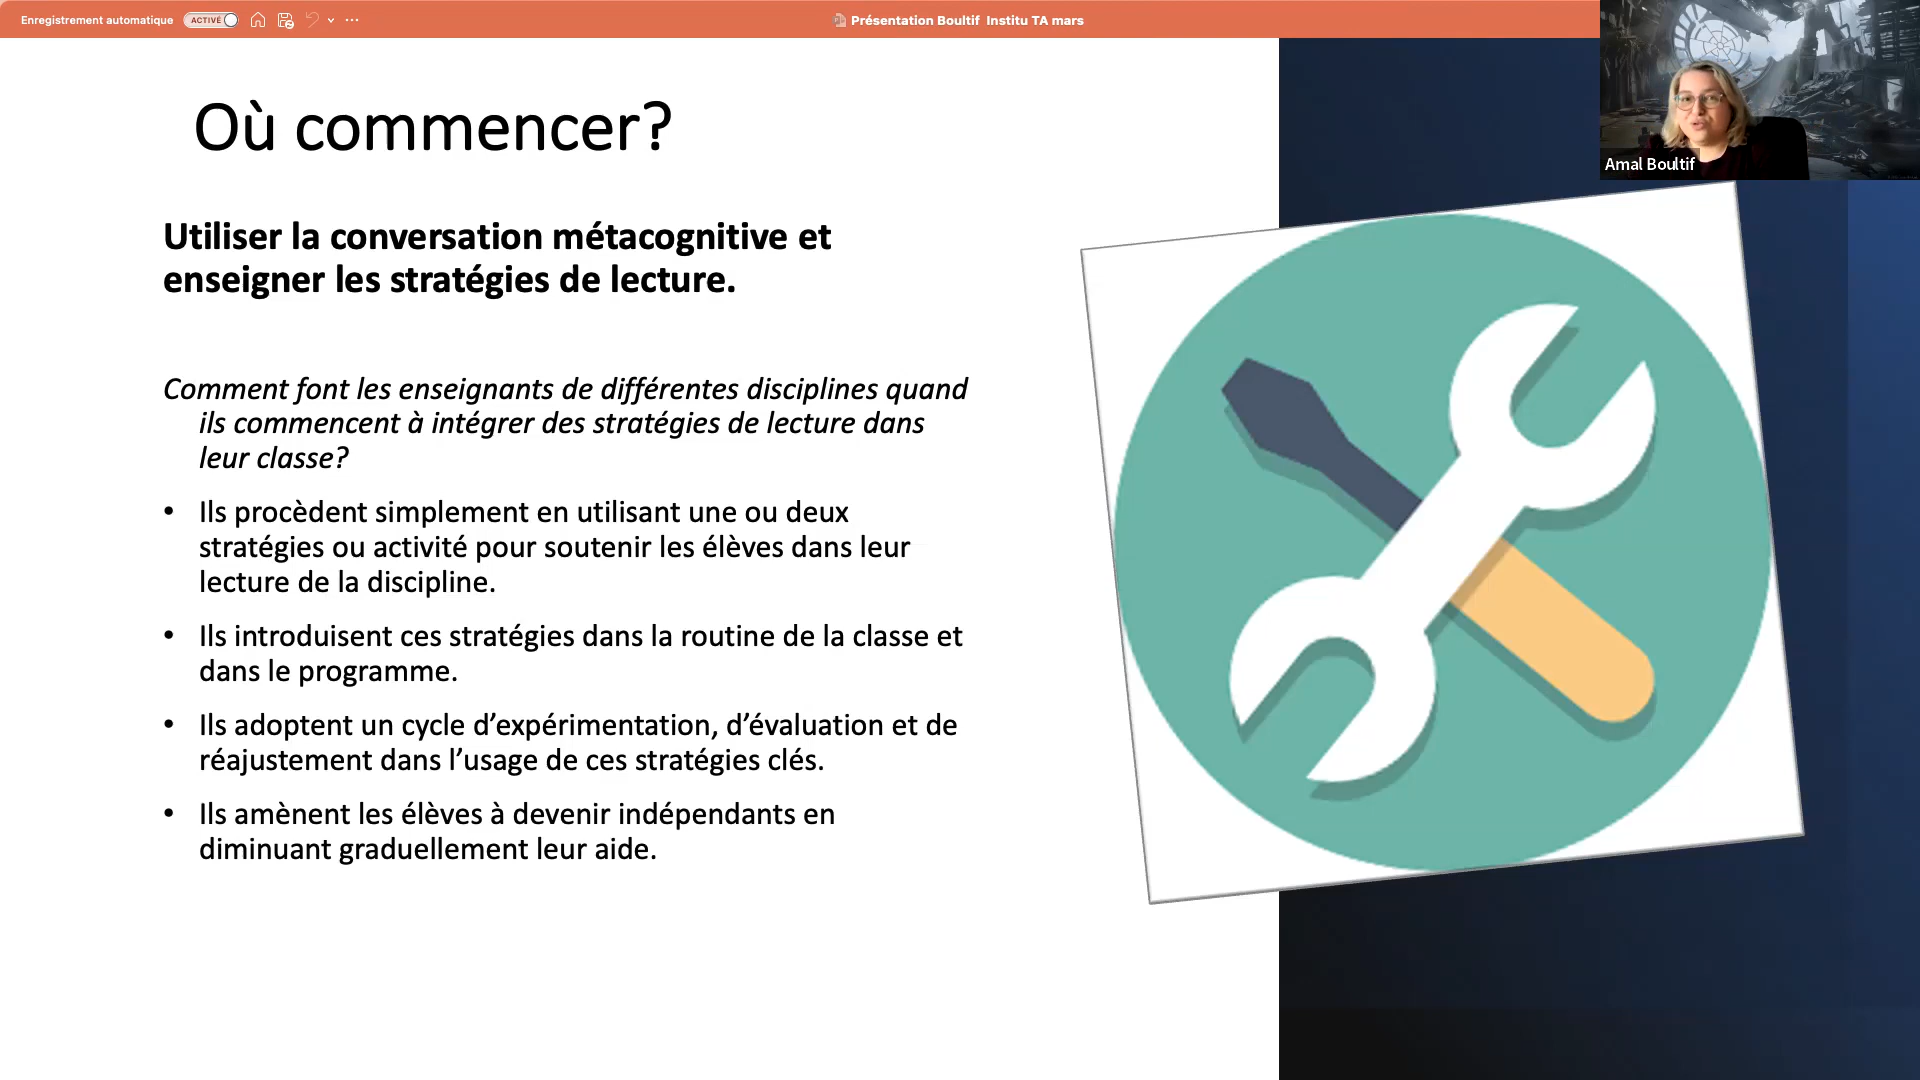 Enregistrement automatique
ACTIVÉ
Présentation Boultif Institu TA mars
Amal Boultif
Où commencer?
Utiliser la conversation métacognitive et
enseigner les stratégies de lecture.
Comment font les enseignants de différentes disciplines quand
ils commencent à intégrer des stratégies de lecture dans
leur classe?
• Ils procèdent simplement en utilisant une ou deux
stratégies ou activité pour soutenir les élèves dans leur
lecture de la discipline.
• Ils introduisent ces stratégies dans la routine de la classe et
dans le programme.
• Ils adoptent un cycle d’expérimentation, d’évaluation et de
réajustement dans l’usage de ces stratégies clés.
• Ils amènent les élèves à devenir indépendants en
diminuant graduellement leur aide.